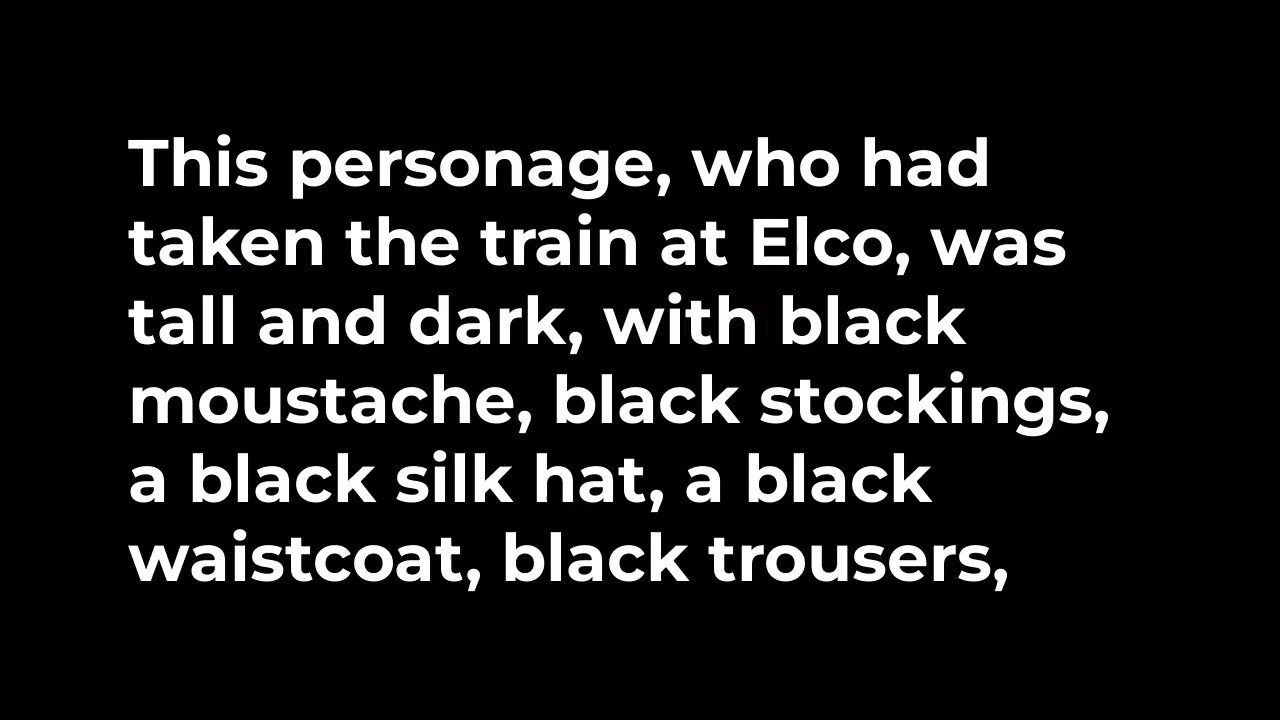 This personage, who had
taken the train at Elco, was
tall and dark, with black
moustache, black stockings,
a black silk hat, a black
waistcoat, black trousers,